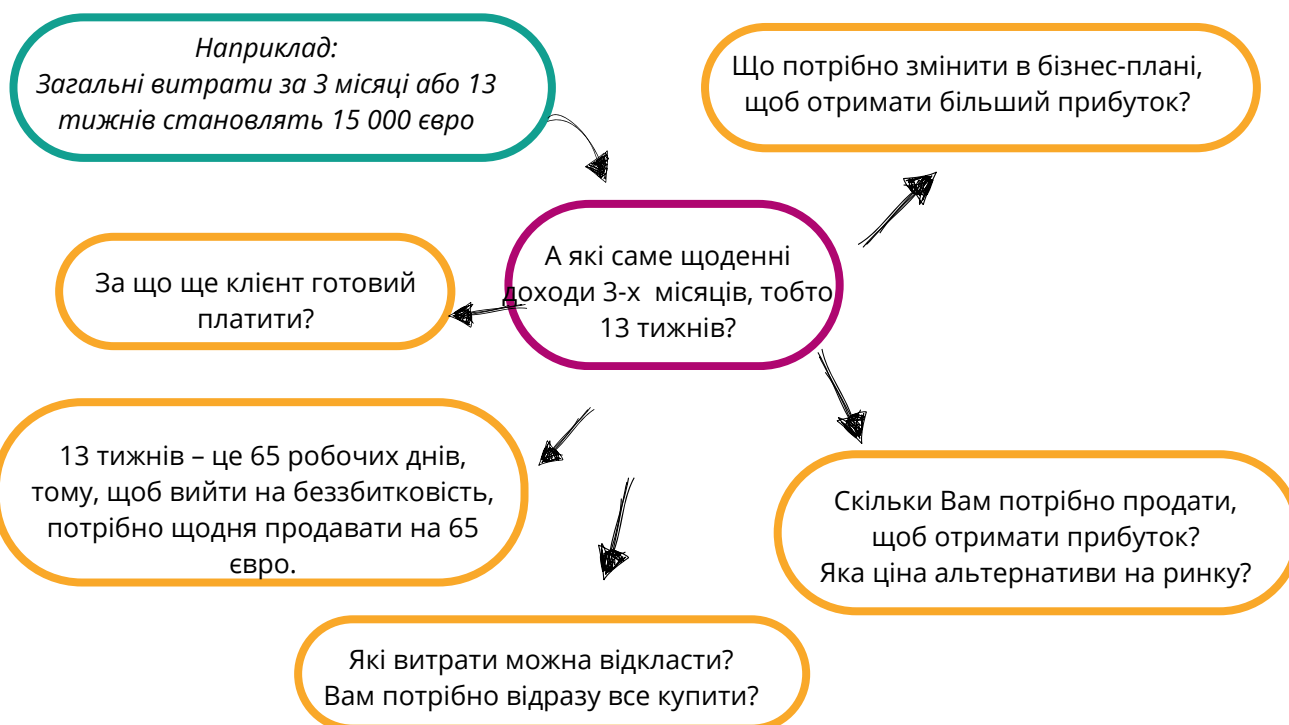 Наприклад:
Загальні витрати за 3 місяці або 13
тижнів становлять 15 000 євро
Що потрібно змінити в бізнес-плані,
щоб отримати більший прибуток?
А які саме щоденні
доходи 3-х місяців, тобто
13 тижнів?
За що ще клієнт готовий
платити?
13 тижнів – це 65 робочих днів,
тому, щоб вийти на беззбитковість,
потрібно щодня продавати на 65
євро.
Скільки Вам потрібно продати,
щоб отримати прибуток?
Яка ціна альтернативи на ринку?
Які витрати можна відкласти?
Вам потрібно відразу все купити?